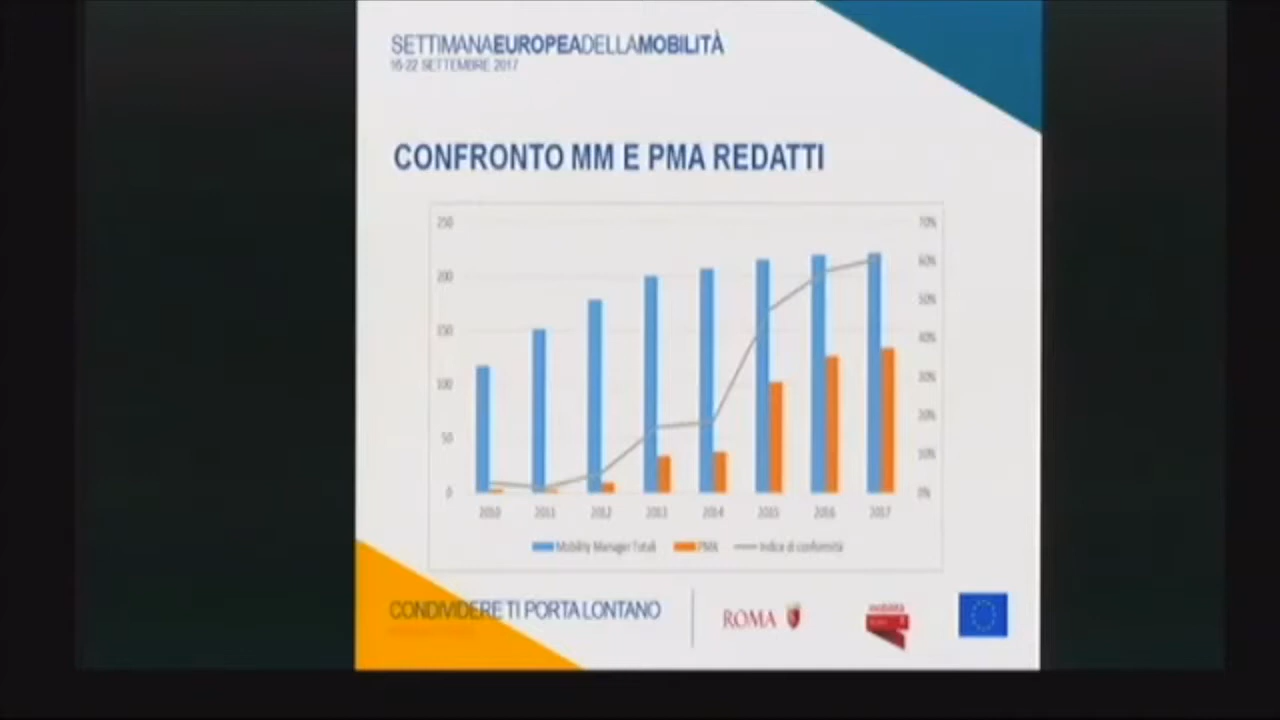 SETTIMANAEUROPEADELLAMOBILITÀ
16-22 SETTEMBRE 2017
CONFRONTO MM E PMA REDATTI
250
200
150
100
50
0
70%
60%
50%
40%
30%
20%
10%
0%
2010 2011 2012 2013 2014 2015 2016 2017
Mobility Manager Totali PMA Indice di conformità
CONDIVIDERE TI PORTA LONTANO
ROMA
mobilità